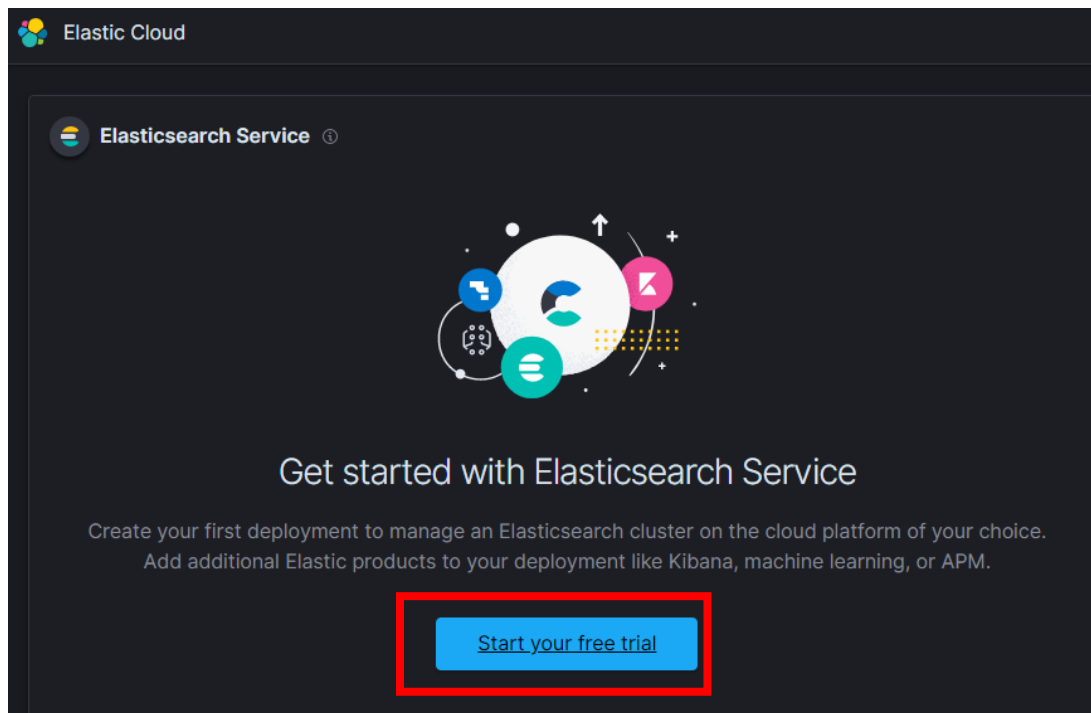 Elastic Cloud
Elasticsearch Service
Get started with Elasticsearch Service
Create your first deployment to manage an Elasticsearch cluster on the cloud platform of your choice.
Add additional Elastic products to your deployment like Kibana, machine learning, or APM.
Start your free trial